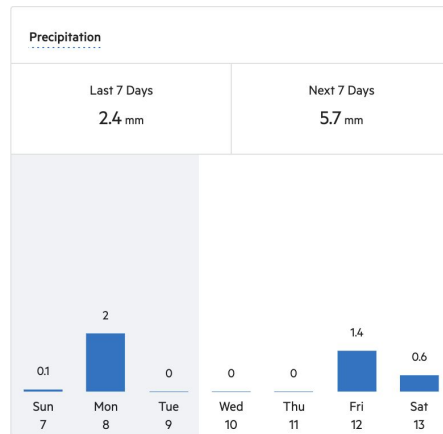 Precipitation
Last 7 Days
Next 7 Days
2.4 mm
5.7 mm
0.1
2
0
0
0
1.4
0.6
Sun
Mon
Tue
Wed
Thu
Fri
Sat
7
8
9
10
11
12
13